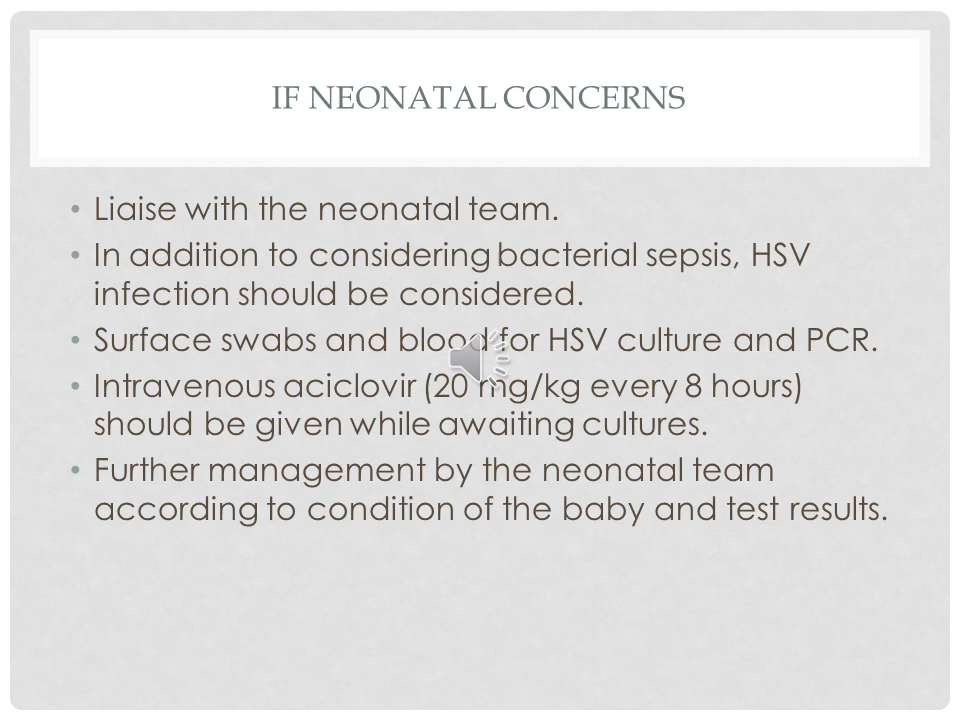 IF NEONATAL CONCERNS
• Liaise with the neonatal team.
• In addition to considering bacterial sepsis, HSV
infection should be considered.
• Surface swabs and blood for HSV culture and PCR.
• Intravenous aciclovir (20 mg/kg every 8 hours)
should be given while awaiting cultures.
• Further management by the neonatal team
according to condition of the baby and test results.